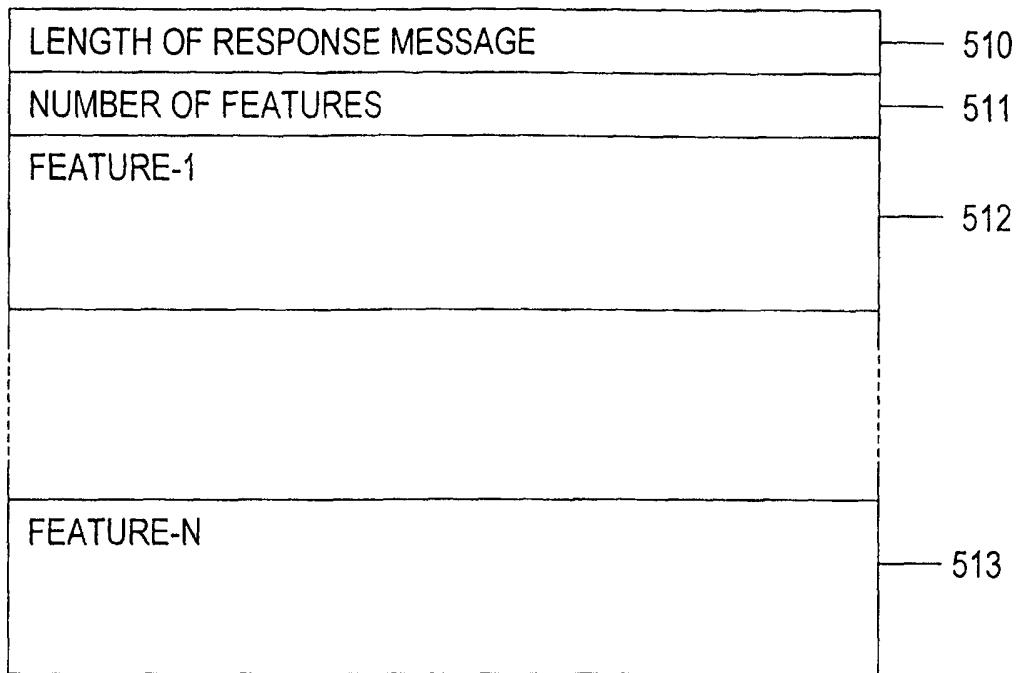 LENGTH OF RESPONSE MESSAGE 510
NUMBER OF FEATURES 511
FEATURE-1
512
FEATURE-N
513